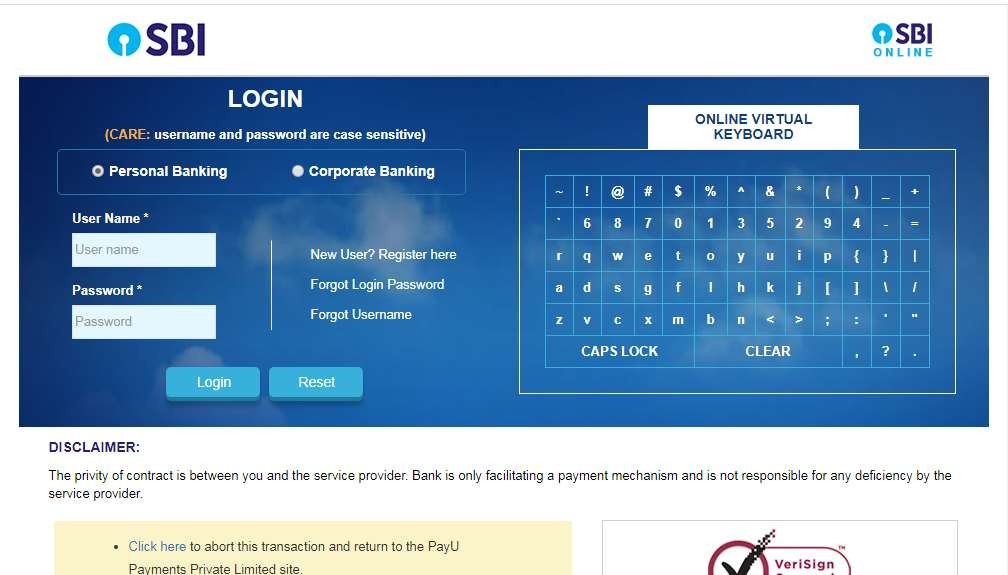 SBI
SBI
ONLINE
LOGIN
(CARE: username and password are case sensitive)
Personal Banking
Corporate Banking
User Name *
User name
Password *
Password
New User? Register here
Forgot Login Password
Forgot Username
Login
Reset
ONLINE VIRTUAL
KEYBOARD
~ ! @ # $ % ^ & * ( ) _ +
` 6 8 7 0 1 3 5 2 9 4 - =
r q w e t o y u i p { } |
a d s g f l h k j [ ] \ /
z v c x m b n < > ; : ' "
CAPS LOCK CLEAR , ? .
DISCLAIMER:
The privity of contract is between you and the service provider. Bank is only facilitating a payment mechanism and is not responsible for any deficiency by the
service provider.
• Click here to abort this transaction and return to the PayU
Payments Private Limited site.
VeriSign™